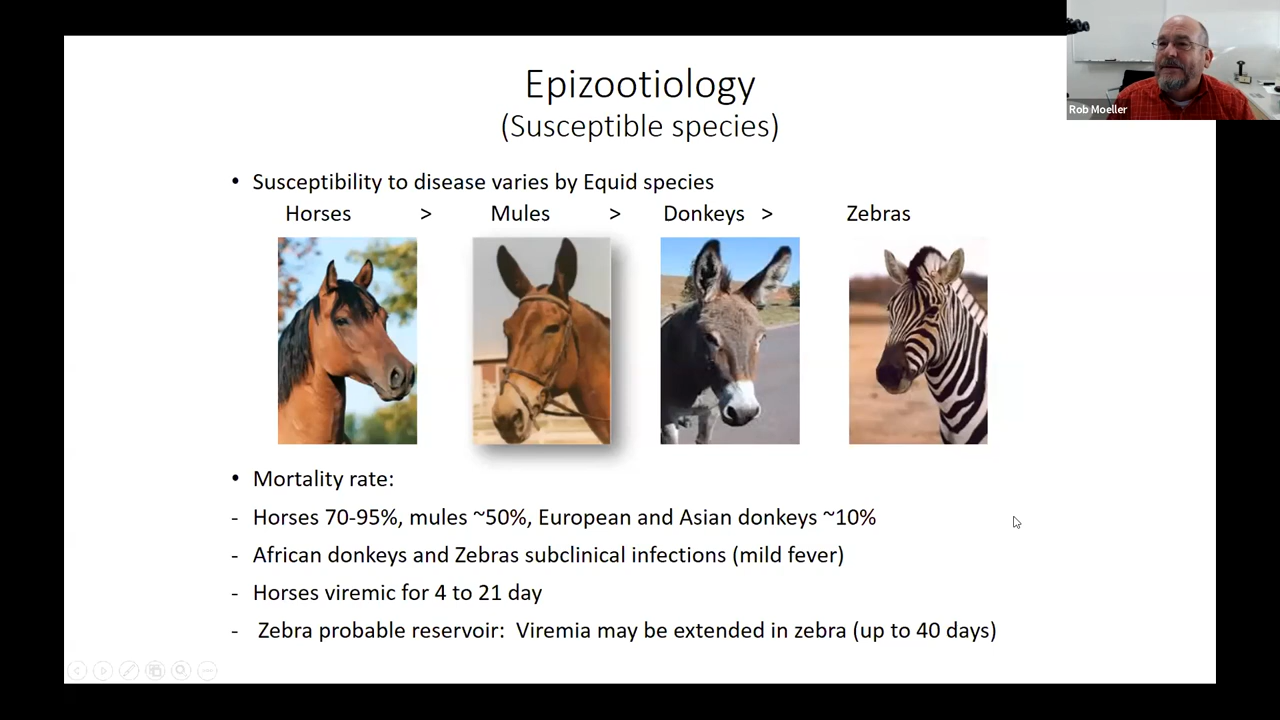 Epizootiology
(Susceptible species)
Rob Moeller
• Susceptibility to disease varies by Equid species
Horses > Mules > Donkeys > Zebras
• Mortality rate:
- Horses 70-95%, mules ~50%, European and Asian donkeys ~10%
- African donkeys and Zebras subclinical infections (mild fever)
- Horses viremic for 4 to 21 day
- Zebra probable reservoir: Viremia may be extended in zebra (up to 40 days)